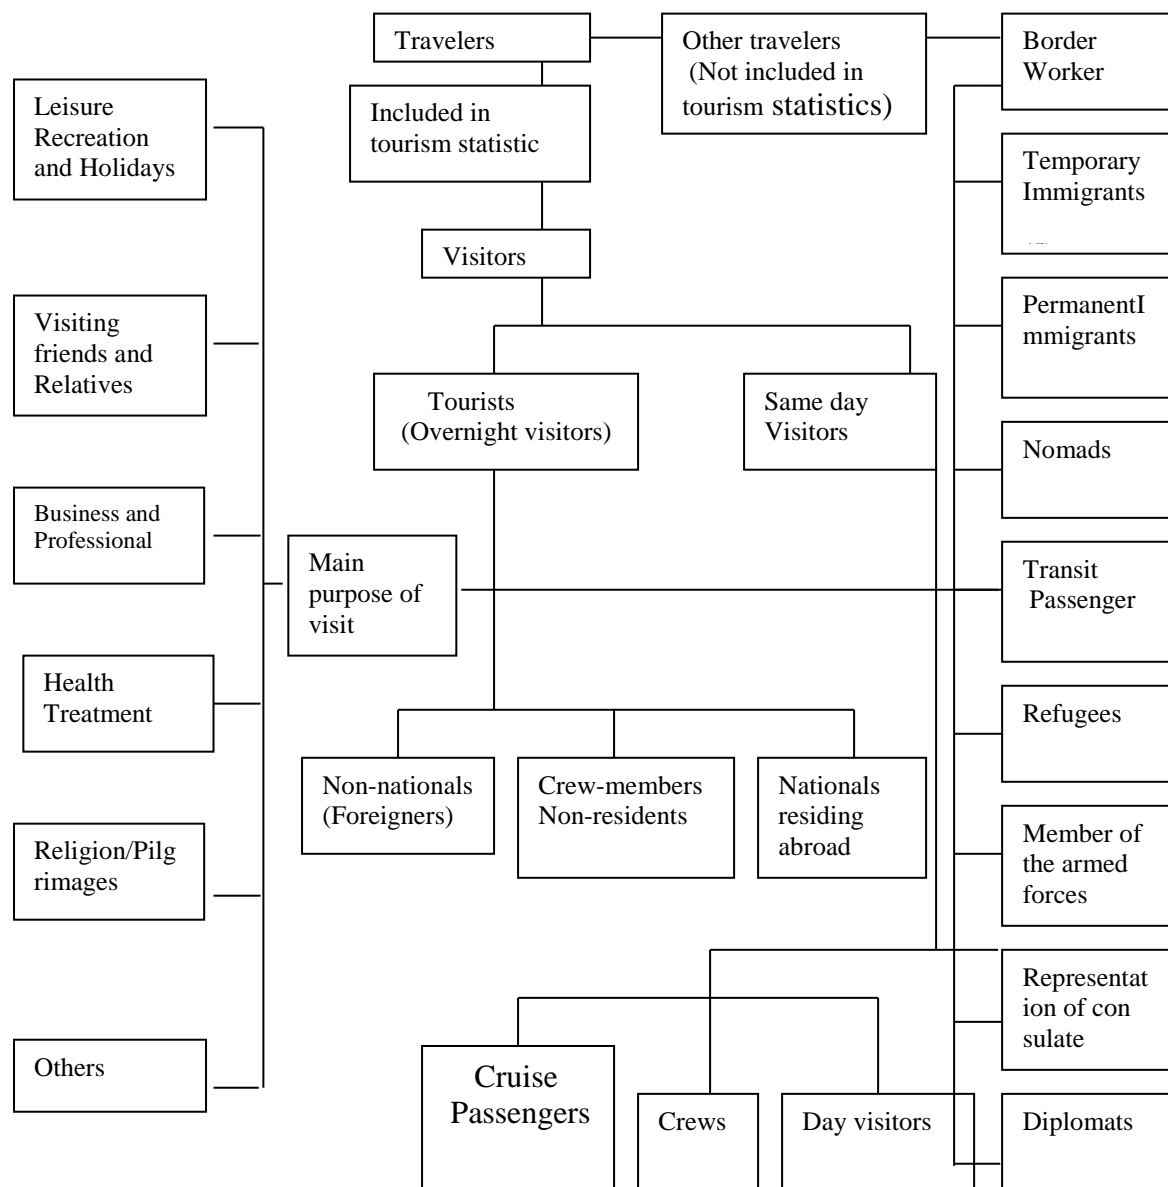 Travelers
Other travelers
(Not included in
tourism statistics)
Border
Worker
Leisure
Recreation
and Holidays
Included in
tourism statistic
Temporary
Immigrants
Visitors
Visiting
friends and
Relatives
PermanentI
mmigrants
Tourists
(Overnight visitors)
Same day
Visitors
Nomads
Business and
Professional
Main
purpose of
visit
Transit
Passenger
Health
Treatment
Refugees
Non-nationals
(Foreigners)
Crew-members
Non-residents
Nationals
residing
abroad
Religion/Pilg
rimages
Member of
the armed
forces
Representat
ion of con
sulate
Others
Cruise
Passengers
Crews
Day visitors
Diplomats